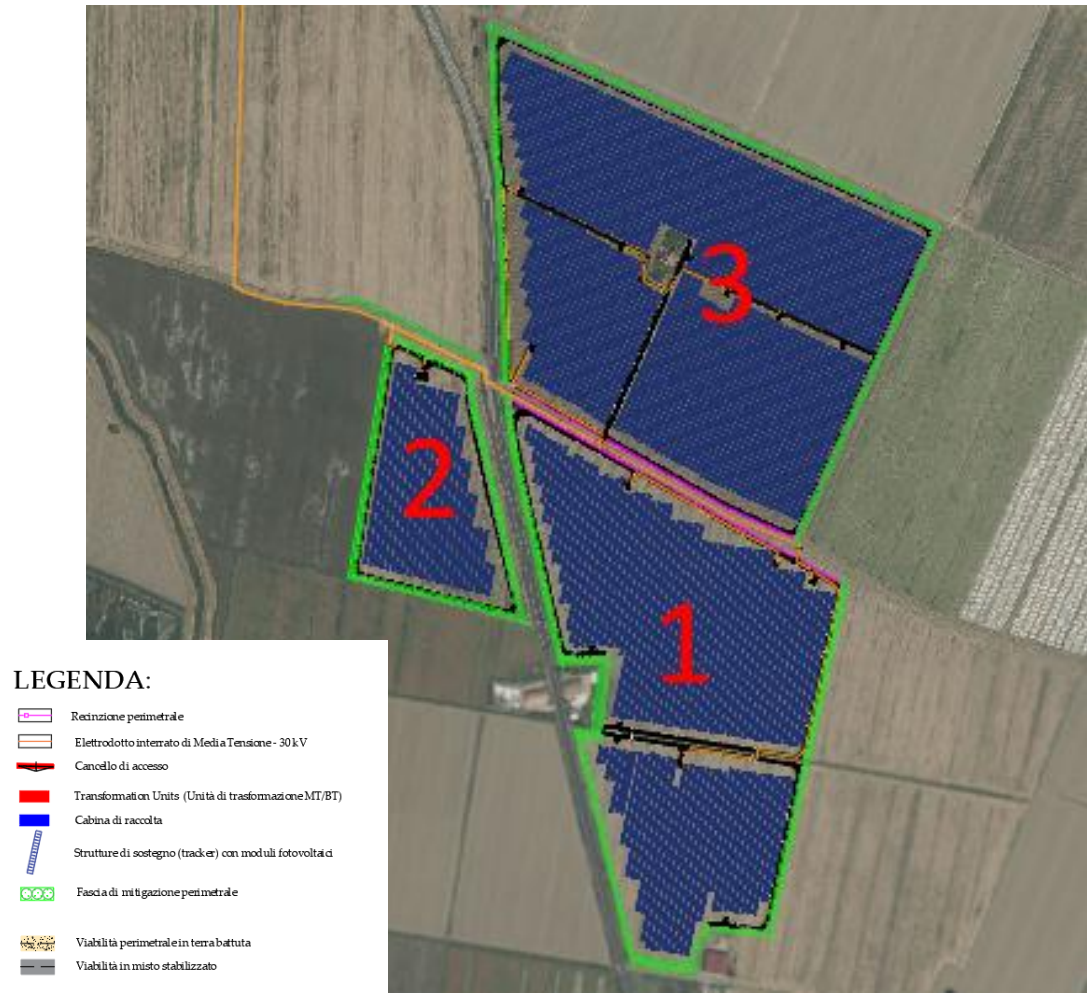 3
2
1
LEGENDA:
Recinzione perimetrale
Elettrodotto interrato di Media Tensione - 30 kV
Cancello di accesso
Transformation Units (Unità di trasformazione MT/BT)
Cabina di raccolta
Strutture di sostegno (tracker) con moduli fotovoltaici
Fascia di mitigazione perimetrale
Viabilità perimetrale in terra battuta
Viabilità in misto stabilizzato